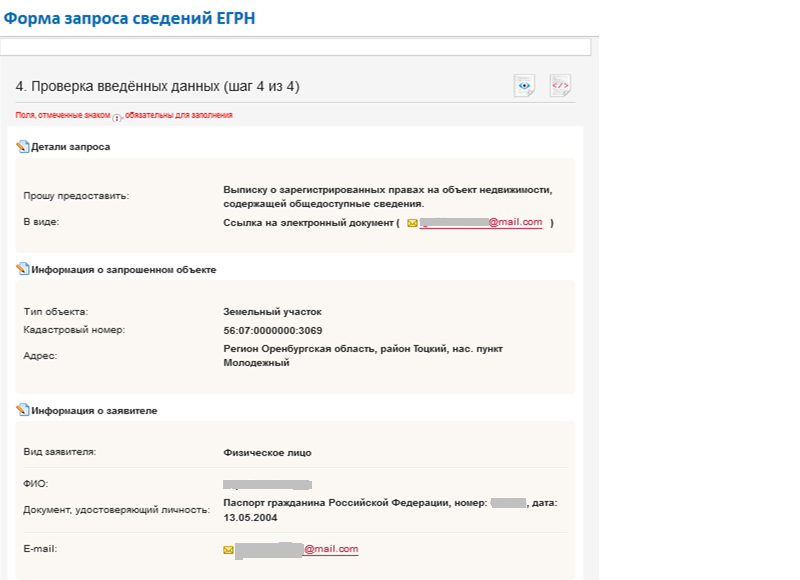 Форма запроса сведений ЕГРН
4. Проверка введённых данных (шаг 4 из 4)
Поля, отмеченные знаком , обязательны для заполнения
Детали запроса
Прошу предоставить: Выписку о зарегистрированных правах на объект недвижимости,
содержащей общедоступные сведения.
В виде: Ссылка на электронный документ ( @mail.com )
Информация о запрошенном объекте
Тип объекта: Земельный участок
Кадастровый номер: 56:07:0000000:3069
Адрес: Регион Оренбургская область, район Тоцкий, нас. пункт
Молодежный
Информация о заявителе
Вид заявителя: Физическое лицо
ФИО:
Документ, удостоверяющий личность: Паспорт гражданина Российской Федерации, номер: , дата:
13.05.2004
E-mail: @mail.com